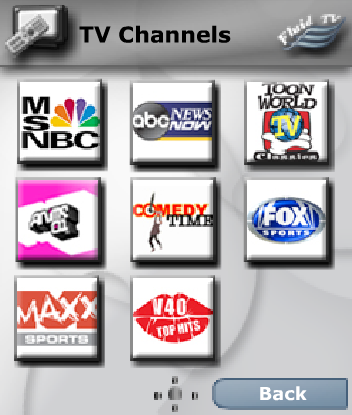 TV Channels
Fluid TV
M
S
NBC
abc NEWS
NOW
TOON
WORLD
TV
Classics
COMEDY
TIME
FOX
SPORTS
MAXX
SPORTS
V40
TOP HITS
Back